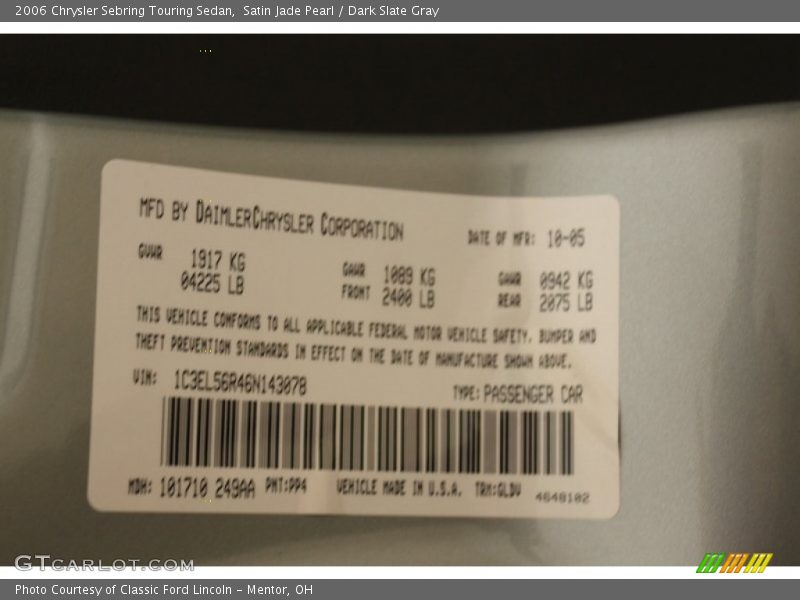 2006 Chrysler Sebring Touring Sedan,  Satin Jade Pearl / Dark Slate Gray
MFD BY DAIMLERCHRYSLER CORPORATION
DATE OF MFR: 10-05
GVWR 1917 KG
04225 LB
GAWR 1089 KG
FRONT 2400 LB
GAWR 0942 KG
REAR 2075 LB
THIS VEHICLE CONFORMS TO ALL APPLICABLE FEDERAL MOTOR VEHICLE SAFETY, BUMPER AND
THEFT PREVENTION STANDARDS IN EFFECT ON THE DATE OF MANUFACTURE SHOWN ABOVE.
VIN: 1C3EL56R46N143078
TYPE: PASSENGER CAR
MDH: 101710 249AA PNT:PP4 VEHICLE MADE IN U.S.A. TRM:GLDV 4648102
GTCARLOT.COM
Photo Courtesy of Classic Ford Lincoln - Mentor, OH